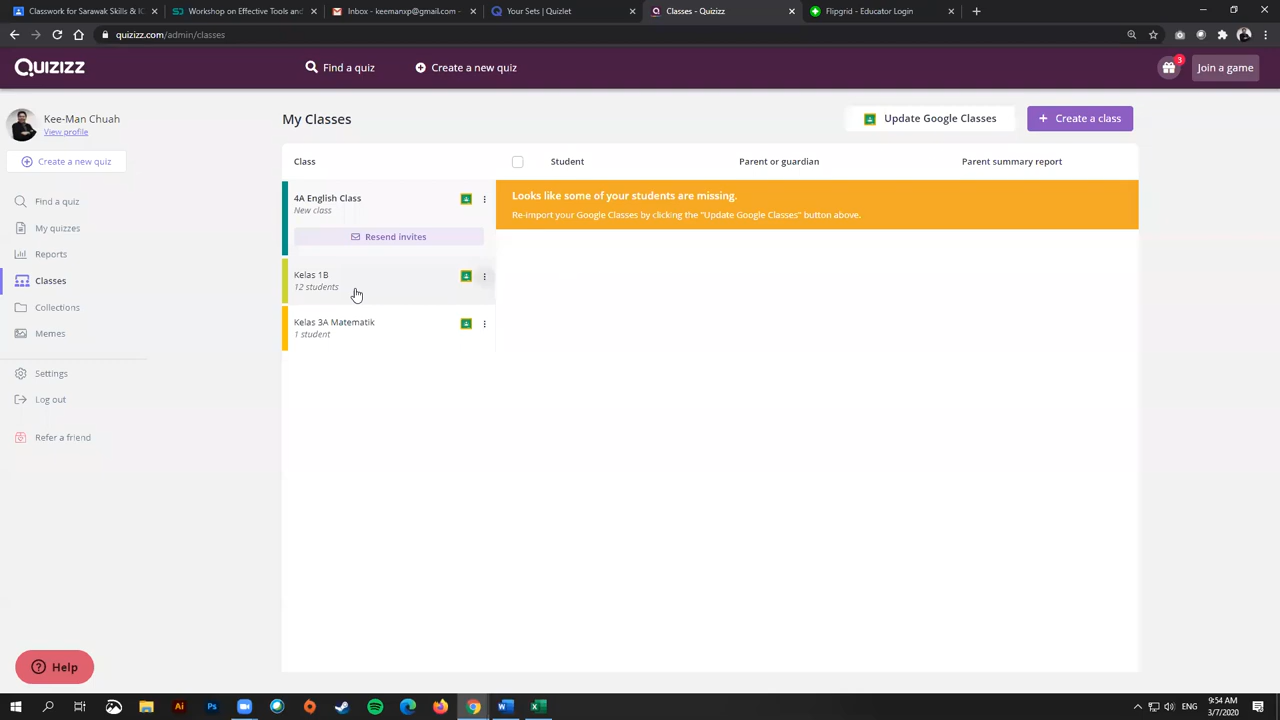 Classwork for Sarawak Skills & IC
Workshop on Effective Tools and
Inbox - keemanxp@gmail.com -
Your Sets | Quizlet
Classes - Quizizz
Flipgrid - Educator Login
quizizz.com/admin/classes
QUIZIZZ
Find a quiz
Create a new quiz
3
Join a game
Kee-Man Chuah
View profile
Create a new quiz
Find a quiz
My quizzes
Reports
Classes
Collections
Memes
Settings
Log out
Refer a friend
Help
My Classes
Update Google Classes
+ Create a class
Class
Student
Parent or guardian
Parent summary report
4A English Class
New class
Resend invites
Kelas 1B
12 students
Kelas 3A Matematik
1 student
Looks like some of your students are missing.
Re-import your Google Classes by clicking the "Update Google Classes" button above.
ENG
9:54 AM
3/7/2020